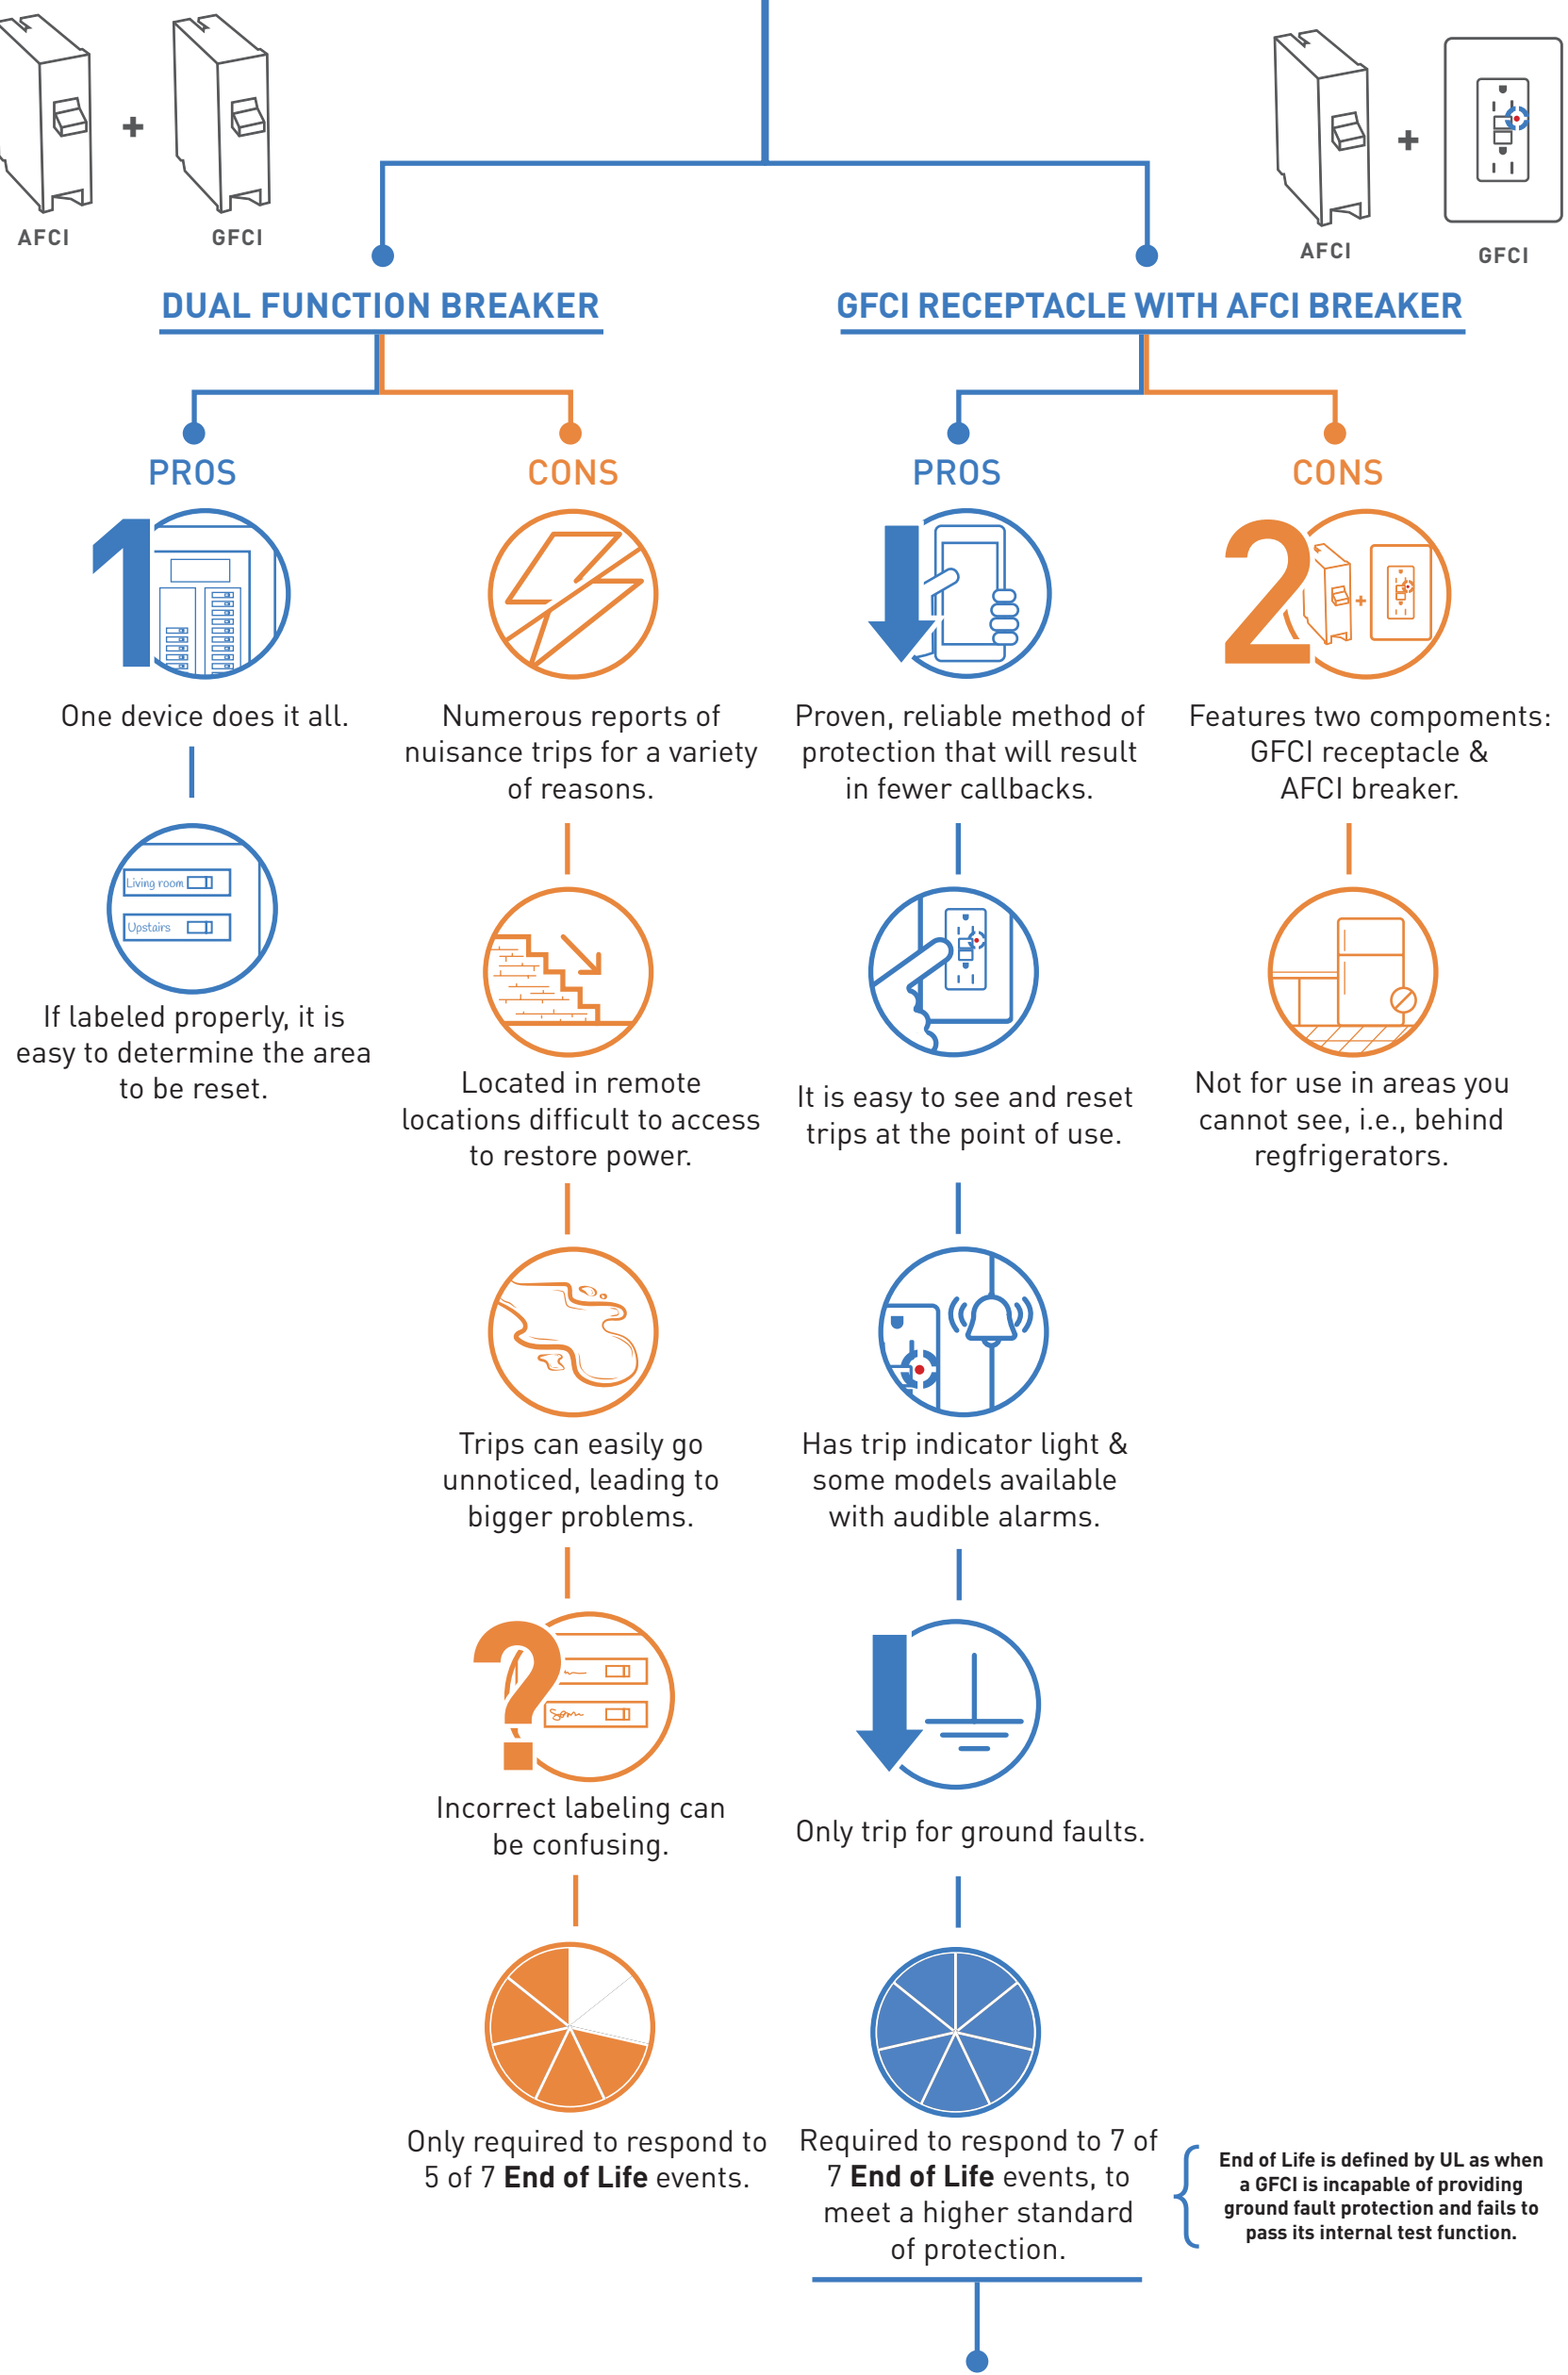 AFCI
GFCI
AFCI
GFCI
DUAL FUNCTION BREAKER
PROS
1
One device does it all.
Living room
Upstairs
If labeled properly, it is
easy to determine the area
to be reset.
CONS
Numerous reports of
nuisance trips for a variety
of reasons.
Located in remote
locations difficult to access
to restore power.
Trips can easily go
unnoticed, leading to
bigger problems.
?
Incorrect labeling can
be confusing.
Only required to respond to
5 of 7 End of Life events.
GFCI RECEPTACLE WITH AFCI BREAKER
PROS
Proven, reliable method of
protection that will result
in fewer callbacks.
It is easy to see and reset
trips at the point of use.
Has trip indicator light &
some models available
with audible alarms.
Only trip for ground faults.
Required to respond to 7 of
7 End of Life events, to
meet a higher standard
of protection.
CONS
2
Features two compoments:
GFCI receptacle &
AFCI breaker.
Not for use in areas you
cannot see, i.e., behind
regfrigerators.
End of Life is defined by UL as when
a GFCI is incapable of providing
ground fault protection and fails to
pass its internal test function.